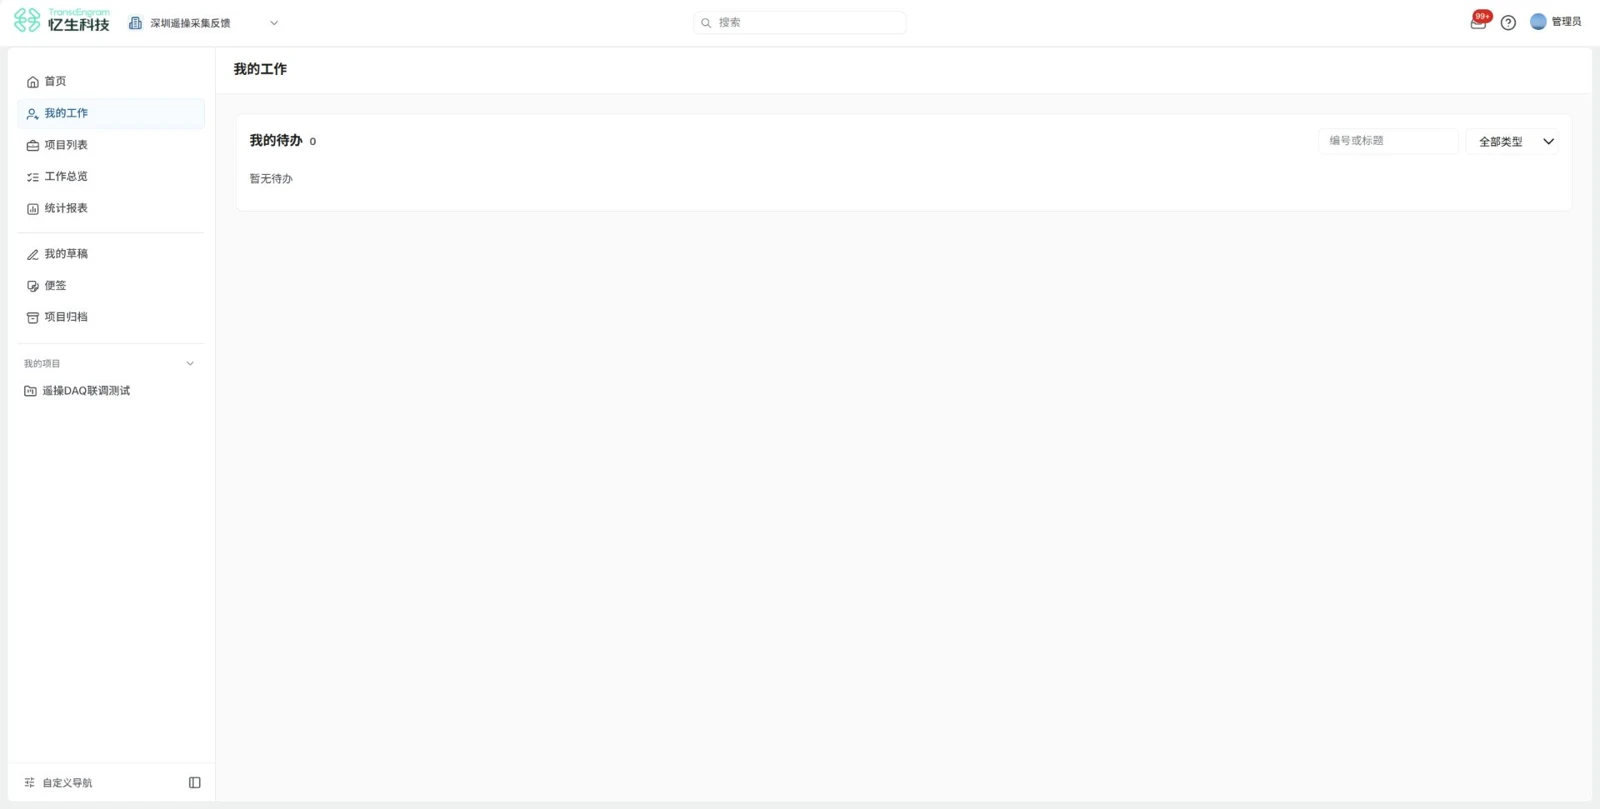 TranscEngram
忆生科技
深圳遥操采集反馈
搜索
99+
管理员
首页
我的工作
项目列表
工作总览
统计报表
我的草稿
便签
项目归档
我的项目
遥操DAQ联调测试
自定义导航
我的工作
我的待办 0
编号或标题
全部类型
暂无待办